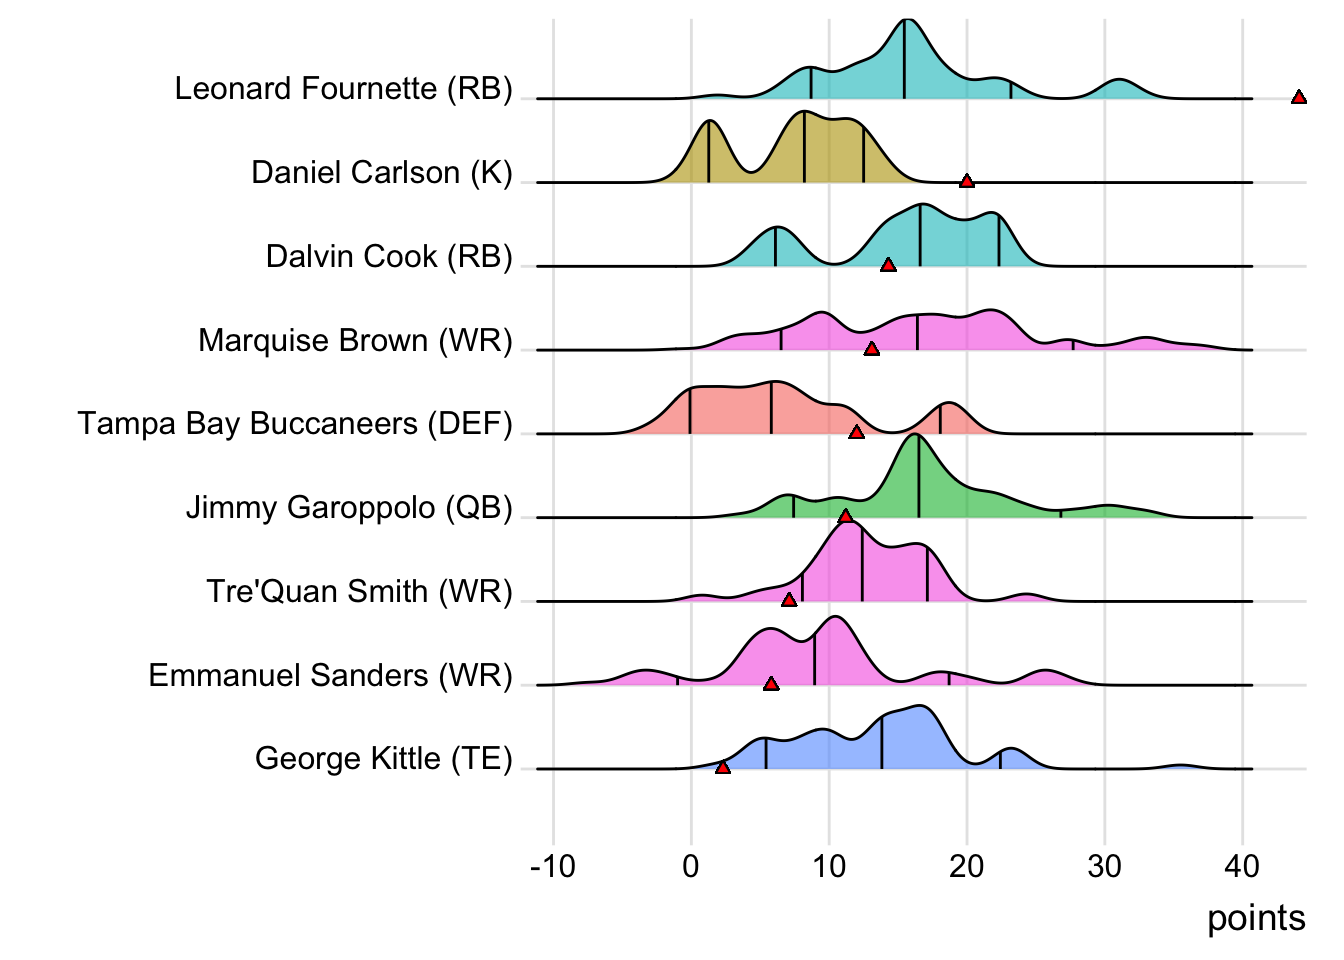 Leonard Fournette (RB)
Daniel Carlson (K)
Dalvin Cook (RB)
Marquise Brown (WR)
Tampa Bay Buccaneers (DEF)
Jimmy Garoppolo (QB)
Tre'Quan Smith (WR)
Emmanuel Sanders (WR)
George Kittle (TE)
-10 0 10 20 30 40
points